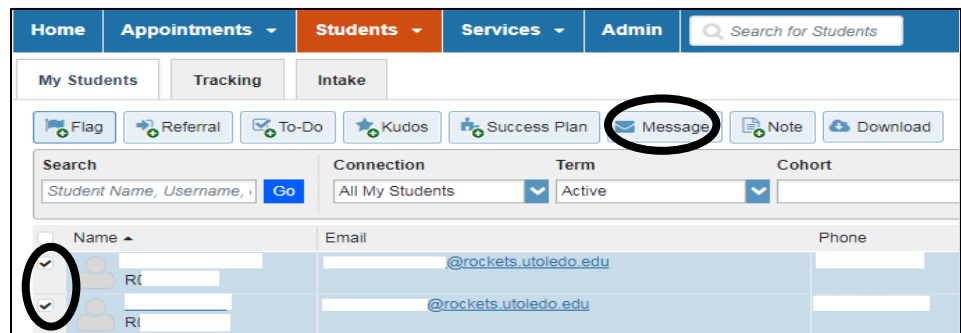 Home Appointments Students Services Admin Search for Students
My Students Tracking Intake
Flag Referral To-Do Kudos Success Plan Message Note Download
Search Connection Term Cohort
Student Name, Username, Go All My Students Active
Name Email Phone
@rockets.utoledo.edu
@rockets.utoledo.edu